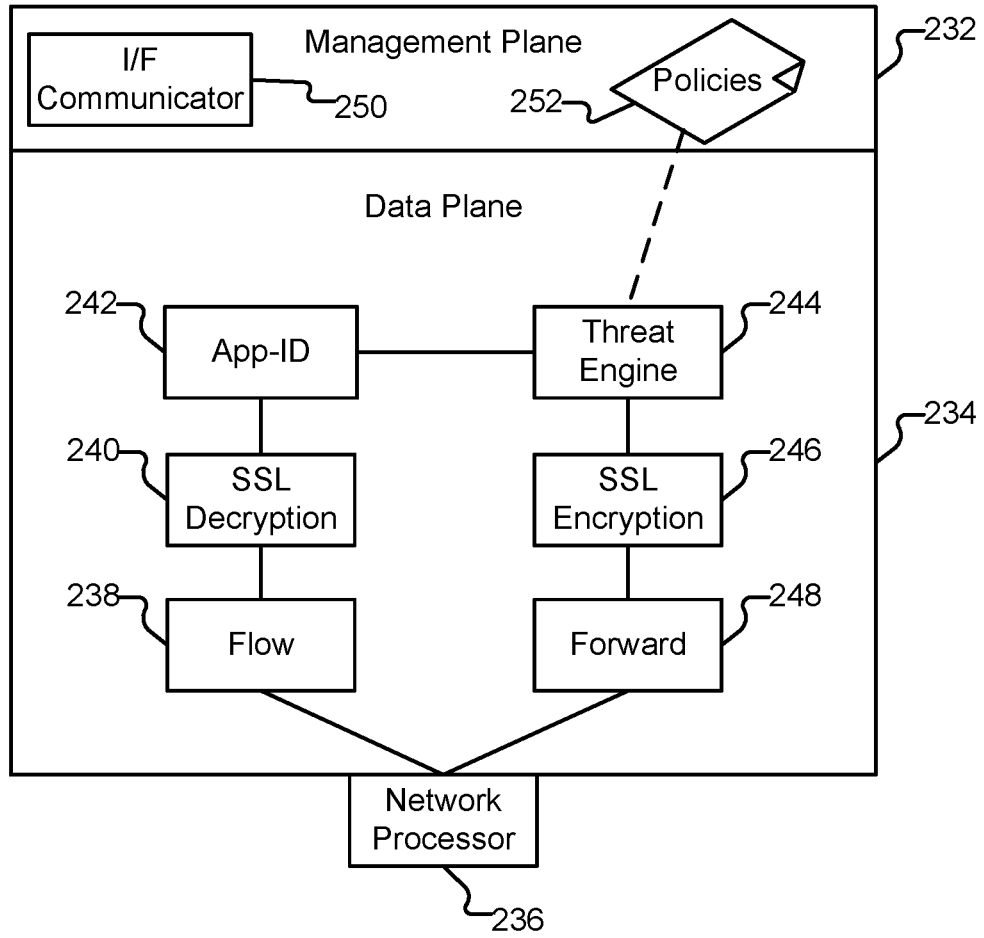 Management Plane
232
I/F
Communicator
250
252
Policies
Data Plane
242
App-ID
Threat
Engine
244
234
240
SSL
Decryption
SSL
Encryption
246
238
Flow
Forward
248
Network
Processor
236